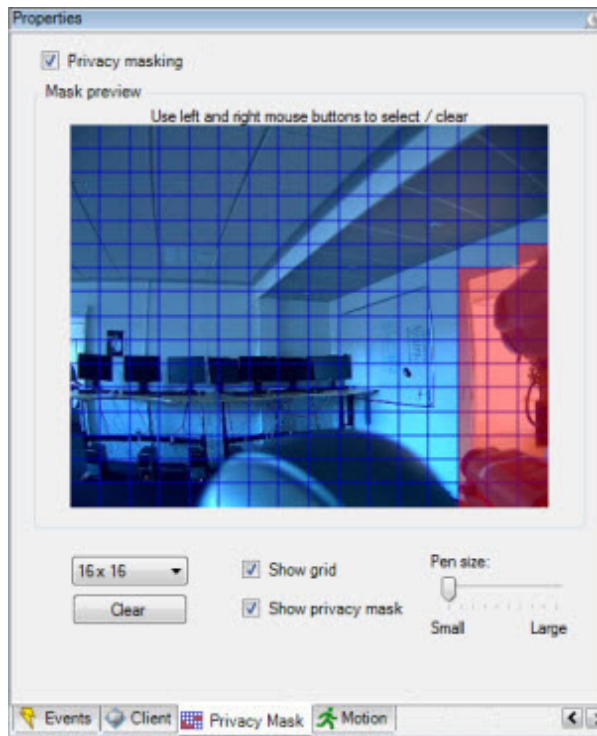 Properties
Privacy masking
Mask preview
Use left and right mouse buttons to select / clear
16 x 16
Show grid
Pen size:
Clear
Show privacy mask
Small Large
Events Client Privacy Mask Motion